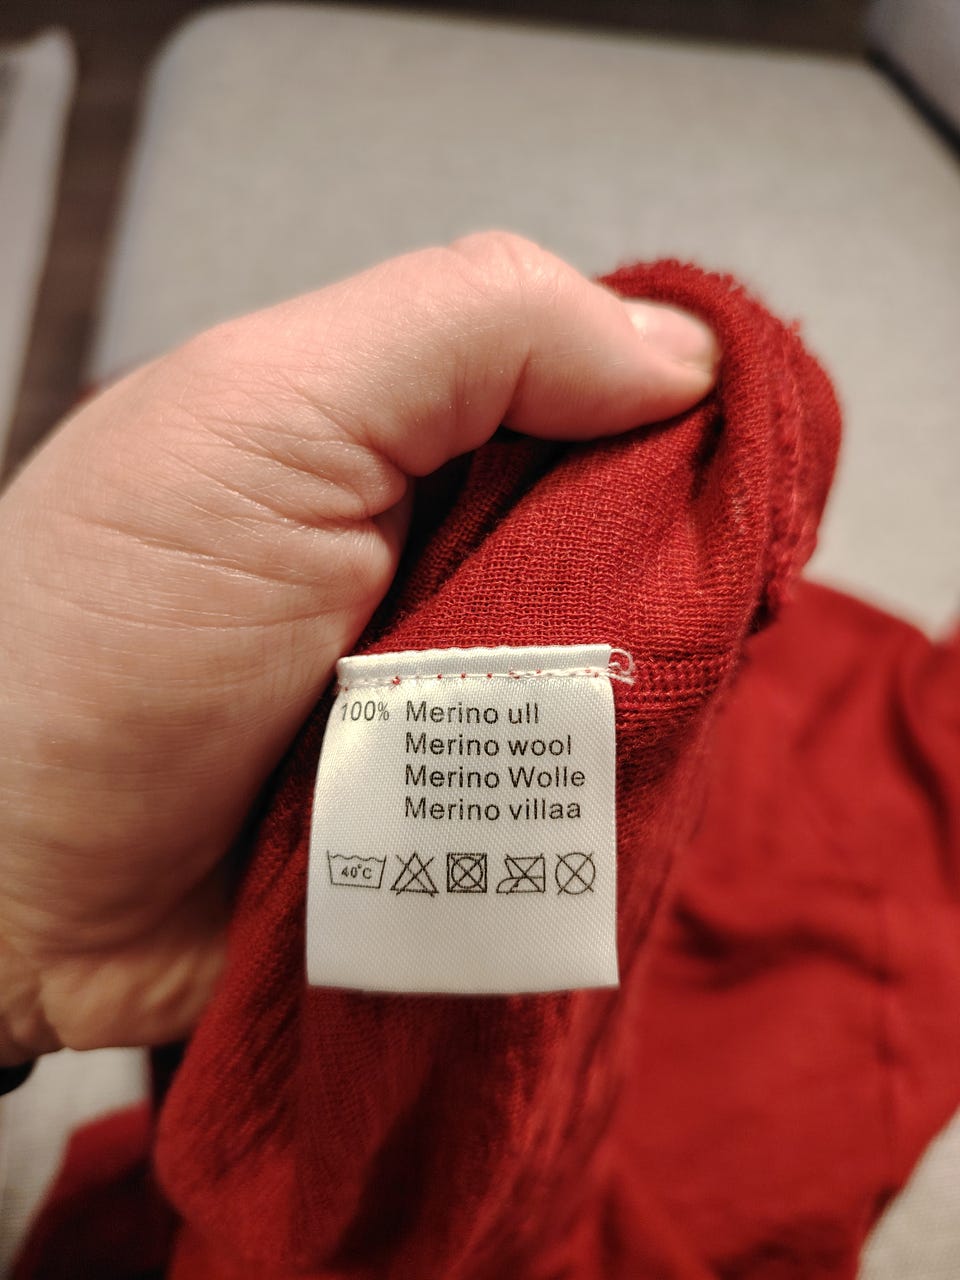 100% Merino ull
Merino wool
Merino Wolle
Merino villaa
40°C